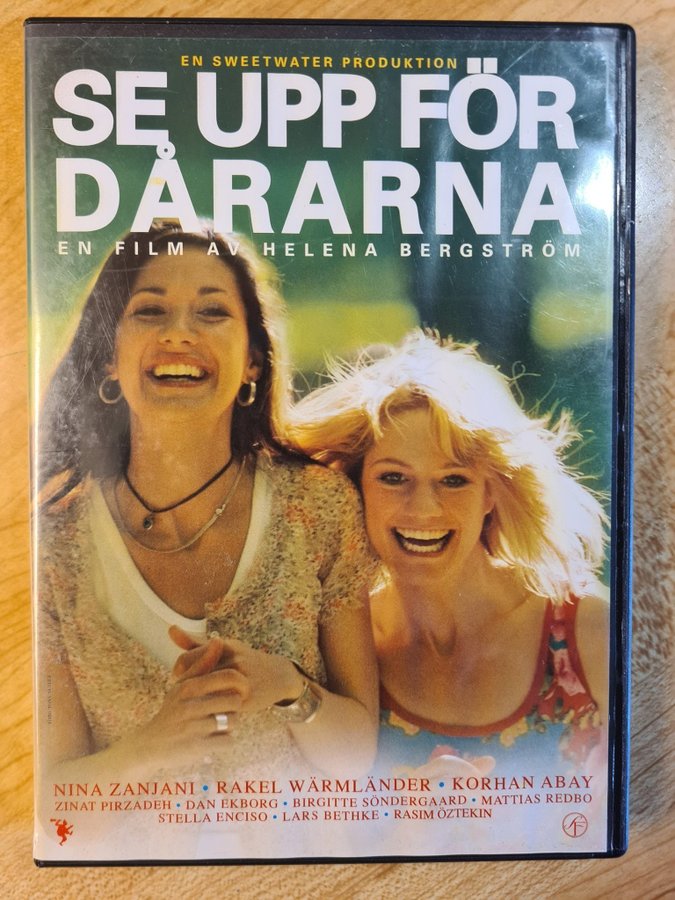 EN SWEETWATER PRODUKTION
SE UPP FÖR
DÅRARNA
EN FILM AV HELENA BERGSTRÖM
NINA ZANJANI • RAKEL WÄRMLÄNDER • KORHAN ABAY
ZINAT PIRZADEH • DAN EKBORG • BIRGITTE SÖNDERGAARD • MATTIAS REDBO
STELLA ENCISO • LARS BETHKE • RASIM ÖZTEKIN